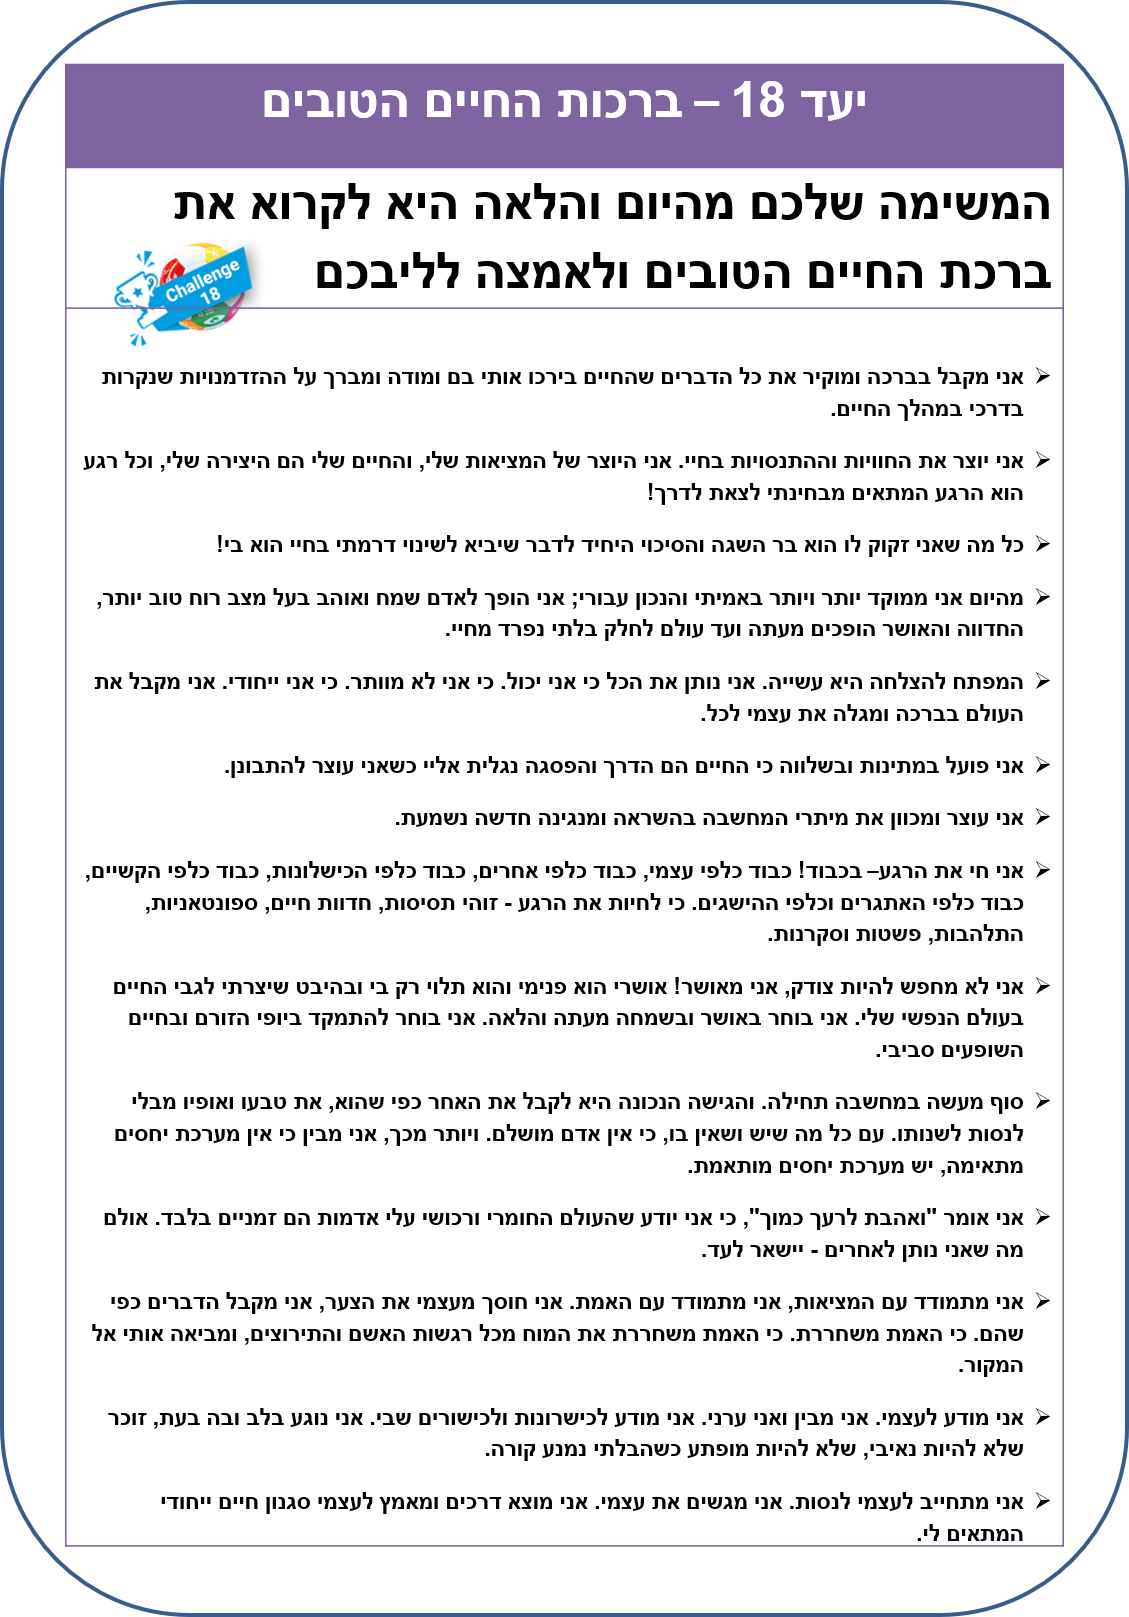 יעד 18 – ברכות החיים הטובים
המשימה שלכם מהיום והלאה היא לקרוא את
ברכת החיים הטובים ולאמצה לליבכם
Challenge
18
➢ אני מקבל בברכה ומוקיר את כל הדברים שהחיים בירכו אותי בם ומודה ומברך על ההזדמנויות שנקרות
בדרכי במהלך החיים.
➢ אני יוצר את החוויות וההתנסויות בחיי. אני היוצר של המציאות שלי, והחיים שלי הם היצירה שלי, וכל רגע
הוא הרגע המתאים מבחינתי לצאת לדרך!
➢ כל מה שאני זקוק לו הוא בר השגה והסיכוי היחיד לדבר שיביא לשינוי דרמתי בחיי הוא בי!
➢ מהיום אני ממוקד יותר ויותר באמיתי והנכון עבורי; אני הופך לאדם שמח ואוהב בעל מצב רוח טוב יותר,
החדווה והאושר הופכים מעתה ועד עולם לחלק בלתי נפרד מחיי.
➢ המפתח להצלחה היא עשייה. אני נותן את הכל כי אני יכול. כי אני לא מוותר. כי אני ייחודי. אני מקבל את
העולם בברכה ומגלה את עצמי לכל.
➢ אני פועל במתינות ובשלווה כי החיים הם הדרך והפסגה נגלית אליי כשאני עוצר להתבונן.
➢ אני עוצר ומכוון את מיתרי המחשבה בהשראה ומנגינה חדשה נשמעת.
➢ אני חי את הרגע– בכבוד! כבוד כלפי עצמי, כבוד כלפי אחרים, כבוד כלפי הכישלונות, כבוד כלפי הקשיים,
כבוד כלפי האתגרים וכלפי ההישגים. כי לחיות את הרגע - זוהי תסיסות, חדוות חיים, ספונטאניות,
התלהבות, פשטות וסקרנות.
➢ אני לא מחפש להיות צודק, אני מאושר! אושרי הוא פנימי והוא תלוי רק בי ובהיבט שיצרתי לגבי החיים
בעולם הנפשי שלי. אני בוחר באושר ובשמחה מעתה והלאה. אני בוחר להתמקד ביופי הזורם ובחיים
השופעים סביבי.
➢ סוף מעשה במחשבה תחילה. והגישה הנכונה היא לקבל את האחר כפי שהוא, את טבעו ואופיו מבלי
לנסות לשנותו. עם כל מה שיש ושאין בו, כי אין אדם מושלם. ויותר מכך, אני מבין כי אין מערכת יחסים
מתאימה, יש מערכת יחסים מותאמת.
➢ אני אומר "ואהבת לרעך כמוך", כי אני יודע שהעולם החומרי ורכושי עלי אדמות הם זמניים בלבד. אולם
מה שאני נותן לאחרים - יישאר לעד.
➢ אני מתמודד עם המציאות, אני מתמודד עם האמת. אני חוסך מעצמי את הצער, אני מקבל הדברים כפי
שהם. כי האמת משחררת. כי האמת משחררת את המוח מכל רגשות האשם והתירוצים, ומביאה אותי אל
המקור.
➢ אני מודע לעצמי. אני מבין ואני ערני. אני מודע לכישרונות ולכישורים שבי. אני נוגע בלב ובה בעת, זוכר
שלא להיות נאיבי, שלא להיות מופתע כשהבלתי נמנע קורה.
➢ אני מתחייב לעצמי לנסות. אני מגשים את עצמי. אני מוצא דרכים ומאמץ לעצמי סגנון חיים ייחודי
המתאים לי.